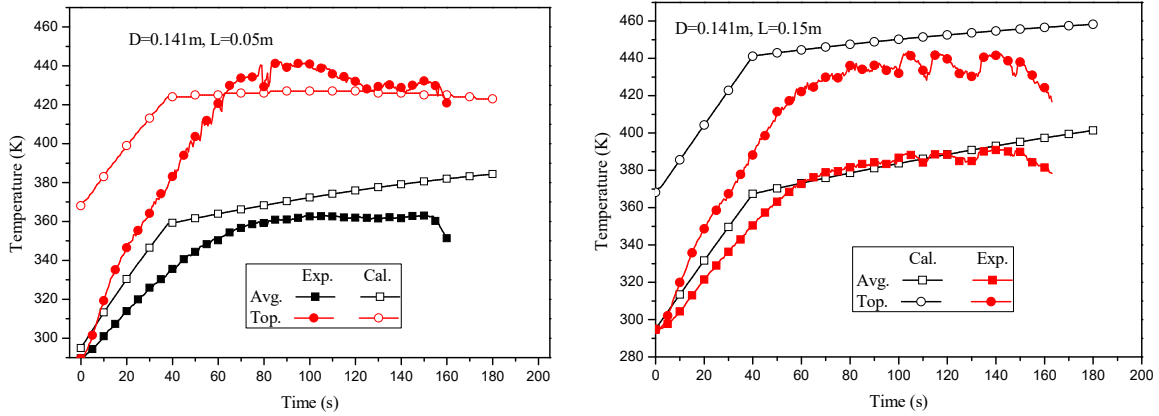 D=0.141m, L=0.05m
Temperature (K)
460
440
420
400
380
360
340
320
300
Exp. Cal.
Avg.
Top.
0 20 40 60 80 100 120 140 160 180 200
Time (s)
D=0.141m, L=0.15m
Temperature (K)
460
440
420
400
380
360
340
320
300
280
Cal. Exp.
Avg.
Top.
0 20 40 60 80 100 120 140 160 180 200
Time (s)